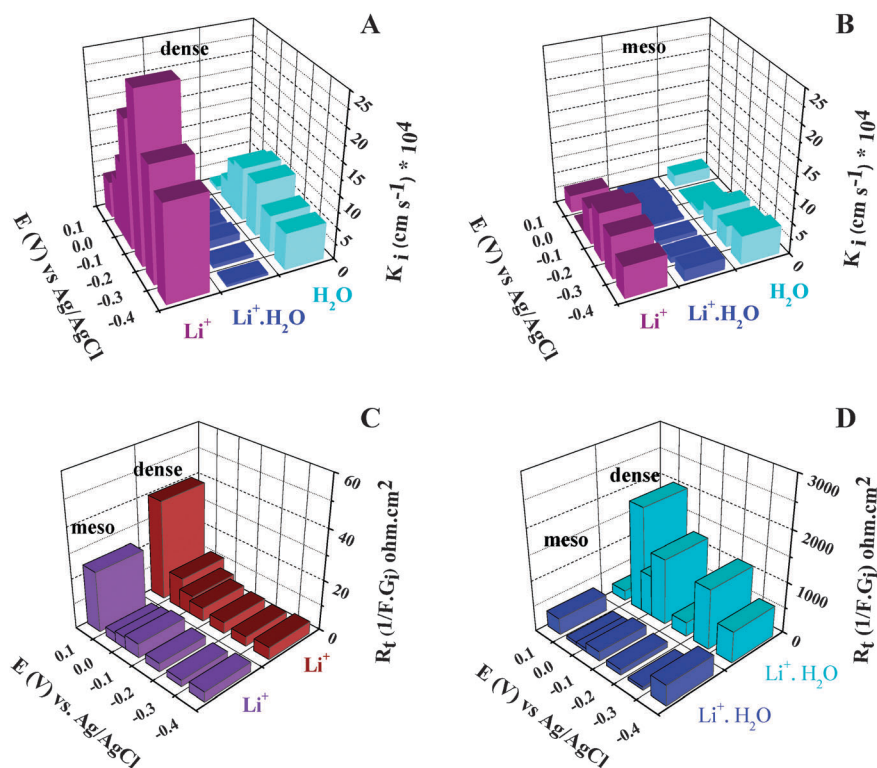 A
dense
25
20
15
10
5
0
K i (cm s⁻¹) * 10⁴
0.1
0.0
-0.1
-0.2
-0.3
-0.4
E (V) vs Ag/AgCl
Li⁺
Li⁺.H₂O
H₂O
B
meso
25
20
15
10
5
0
K i (cm s⁻¹) * 10⁴
0.1
0.0
-0.1
-0.2
-0.3
-0.4
E (V) vs Ag/AgCl
Li⁺
Li⁺.H₂O
H₂O
C
dense
meso
60
40
20
0
Rt (1/F.Gi) ohm.cm²
0.1
0.0
-0.1
-0.2
-0.3
-0.4
E (V) vs. Ag/AgCl
Li⁺
Li⁺
D
dense
meso
3000
2000
1000
0
Rt (1/F.Gi) ohm.cm²
0.1
0.0
-0.1
-0.2
-0.3
-0.4
E (V) vs Ag/AgCl
Li⁺. H₂O
Li⁺. H₂O